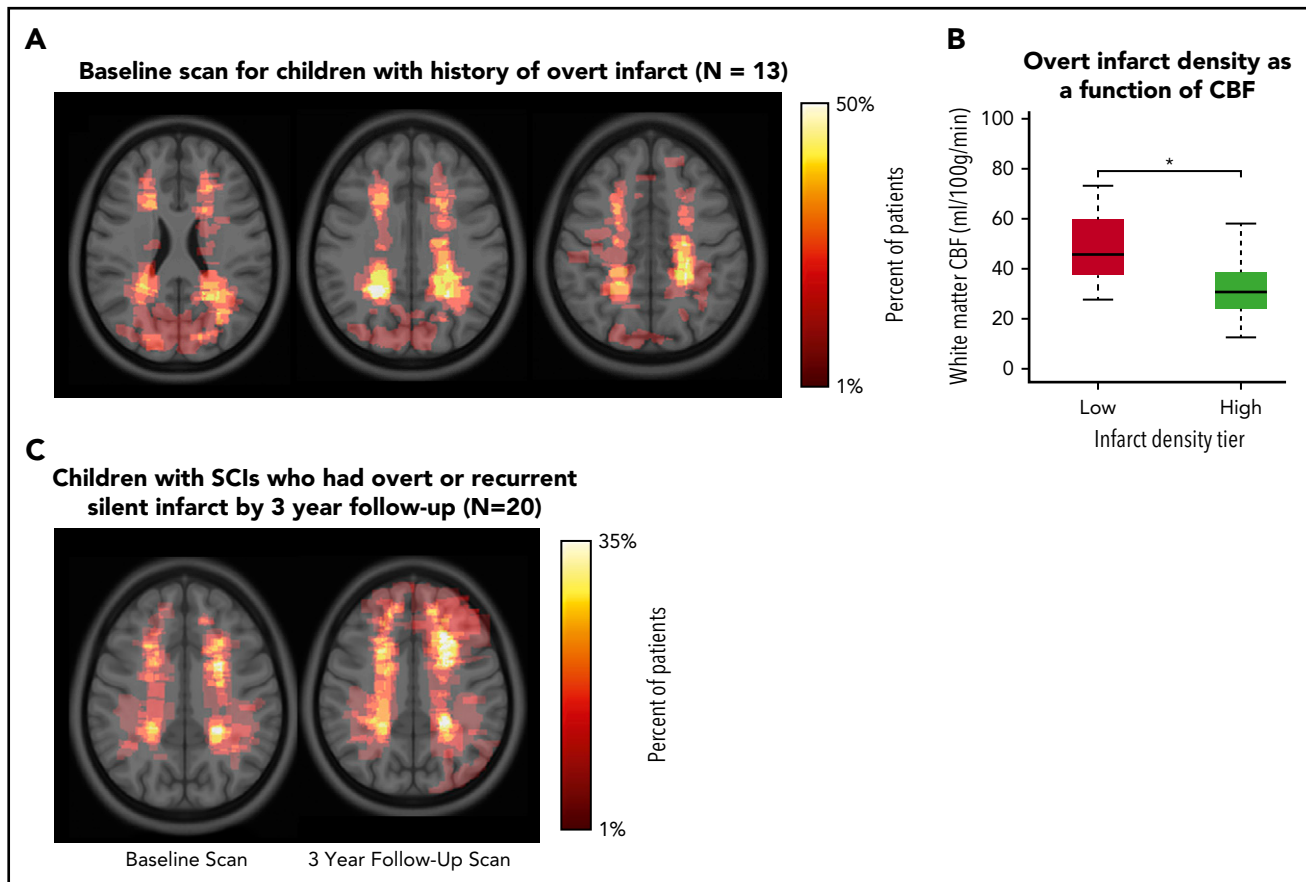 A
Baseline scan for children with history of overt infarct (N = 13)
50%
Percent of patients
1%
B
Overt infarct density as
a function of CBF
White matter CBF (ml/100g/min)
100
80
60
40
20
0
*
Low
High
Infarct density tier
C
Children with SCIs who had overt or recurrent
silent infarct by 3 year follow-up (N=20)
35%
Percent of patients
1%
Baseline Scan
3 Year Follow-Up Scan